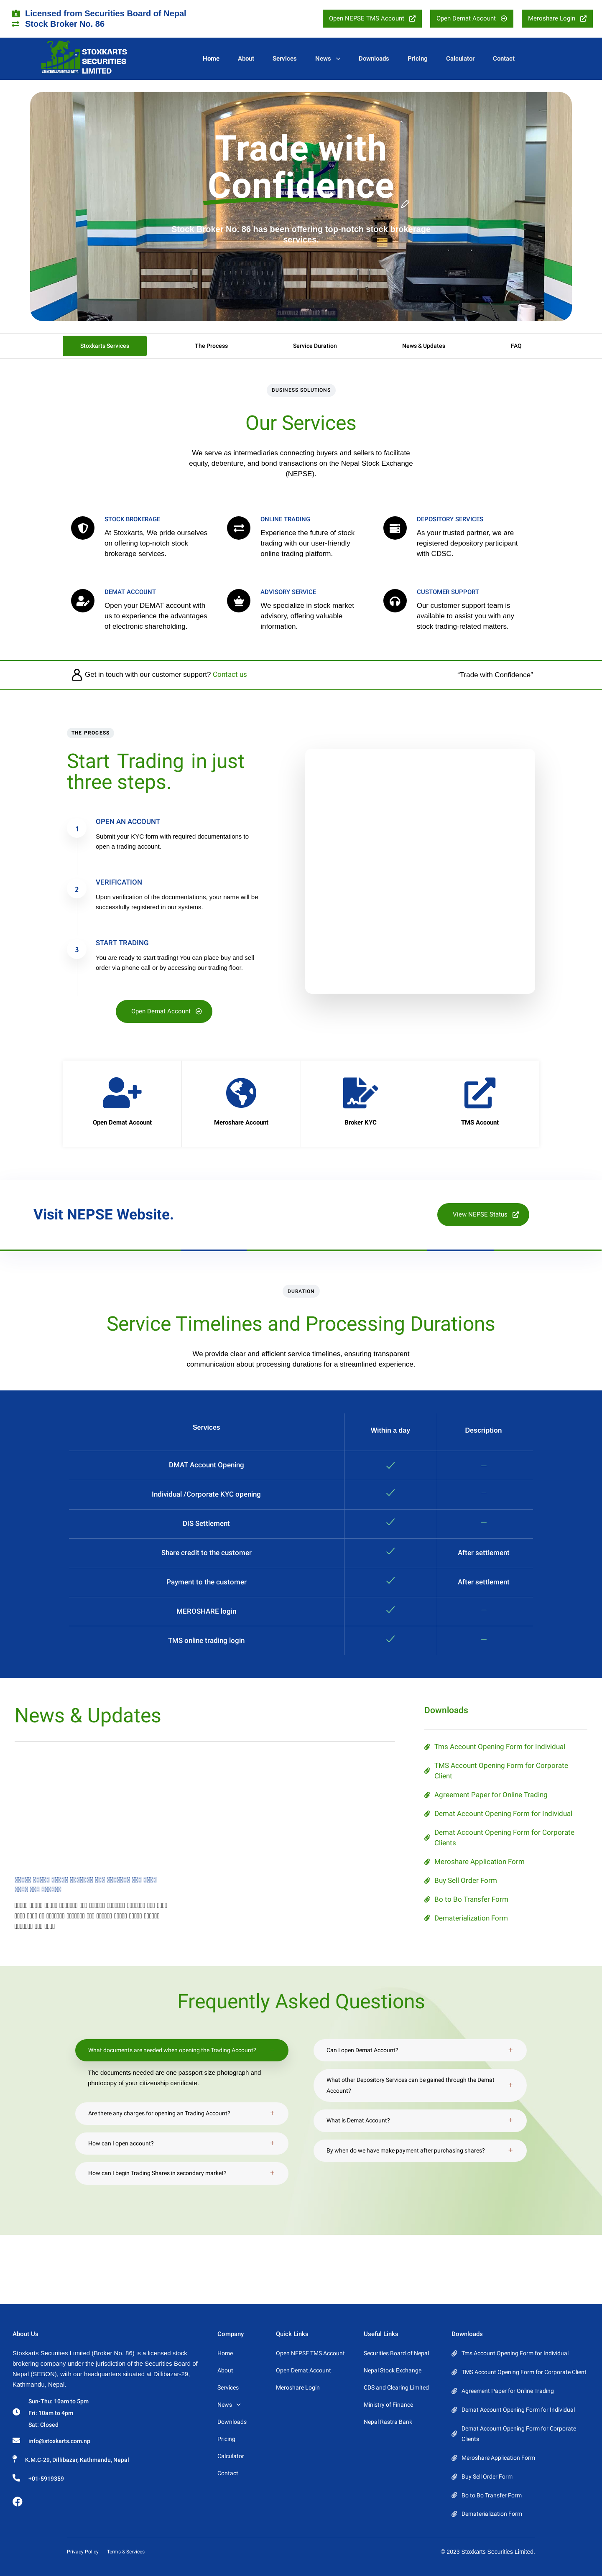 Licensed from Securities Board of Nepal
Stock Broker No. 86
Open NEPSE TMS Account
Open Demat Account
Meroshare Login
STOXKARTS
SECURITIES
LIMITED
Home
About
Services
News
Downloads
Pricing
Calculator
Contact
Trade with
Confidence
Stock Broker No. 86 has been offering top-notch stock brokerage
services.
Stoxkarts Services
The Process
Service Duration
News & Updates
FAQ
BUSINESS SOLUTIONS
Our Services
We serve as intermediaries connecting buyers and sellers to facilitate
equity, debenture, and bond transactions on the Nepal Stock Exchange
(NEPSE).
STOCK BROKERAGE
At Stoxkarts, We pride ourselves
on offering top-notch stock
brokerage services.
ONLINE TRADING
Experience the future of stock
trading with our user-friendly
online trading platform.
DEPOSITORY SERVICES
As your trusted partner, we are
registered depository participant
with CDSC.
DEMAT ACCOUNT
Open your DEMAT account with
us to experience the advantages
of electronic shareholding.
ADVISORY SERVICE
We specialize in stock market
advisory, offering valuable
information.
CUSTOMER SUPPORT
Our customer support team is
available to assist you with any
stock trading-related matters.
Get in touch with our customer support? Contact us
"Trade with Confidence"
THE PROCESS
Start Trading in just
three steps.
1
OPEN AN ACCOUNT
Submit your KYC form with required documentations to
open a trading account.
2
VERIFICATION
Upon verification of the documentations, your name will be
successfully registered in our systems.
3
START TRADING
You are ready to start trading! You can place buy and sell
order via phone call or by accessing our trading floor.
Open Demat Account
Open Demat Account
Meroshare Account
Broker KYC
TMS Account
Visit NEPSE Website.
View NEPSE Status
DURATION
Service Timelines and Processing Durations
We provide clear and efficient service timelines, ensuring transparent
communication about processing durations for a streamlined experience.
Services
Within a day
Description
DMAT Account Opening
—
Individual /Corporate KYC opening
—
DIS Settlement
—
Share credit to the customer
After settlement
Payment to the customer
After settlement
MEROSHARE login
—
TMS online trading login
—
News & Updates
Downloads
Tms Account Opening Form for Individual
TMS Account Opening Form for Corporate
Client
Agreement Paper for Online Trading
Demat Account Opening Form for Individual
Demat Account Opening Form for Corporate
Clients
Meroshare Application Form
Buy Sell Order Form
Bo to Bo Transfer Form
Dematerialization Form
Frequently Asked Questions
What documents are needed when opening the Trading Account?
The documents needed are one passport size photograph and
photocopy of your citizenship certificate.
Are there any charges for opening an Trading Account?
How can I open account?
How can I begin Trading Shares in secondary market?
Can I open Demat Account?
What other Depository Services can be gained through the Demat
Account?
What is Demat Account?
By when do we have make payment after purchasing shares?
About Us
Stoxkarts Securities Limited (Broker No. 86) is a licensed stock
brokering company under the jurisdiction of the Securities Board of
Nepal (SEBON), with our headquarters situated at Dillibazar-29,
Kathmandu, Nepal.
Sun-Thu: 10am to 5pm
Fri: 10am to 4pm
Sat: Closed
info@stoxkarts.com.np
K.M.C-29, Dillibazar, Kathmandu, Nepal
+01-5919359
Company
Home
About
Services
News
Downloads
Pricing
Calculator
Contact
Quick Links
Open NEPSE TMS Account
Open Demat Account
Meroshare Login
Useful Links
Securities Board of Nepal
Nepal Stock Exchange
CDS and Clearing Limited
Ministry of Finance
Nepal Rastra Bank
Downloads
Tms Account Opening Form for Individual
TMS Account Opening Form for Corporate Client
Agreement Paper for Online Trading
Demat Account Opening Form for Individual
Demat Account Opening Form for Corporate
Clients
Meroshare Application Form
Buy Sell Order Form
Bo to Bo Transfer Form
Dematerialization Form
Privacy Policy
Terms & Services
© 2023 Stoxkarts Securities Limited.